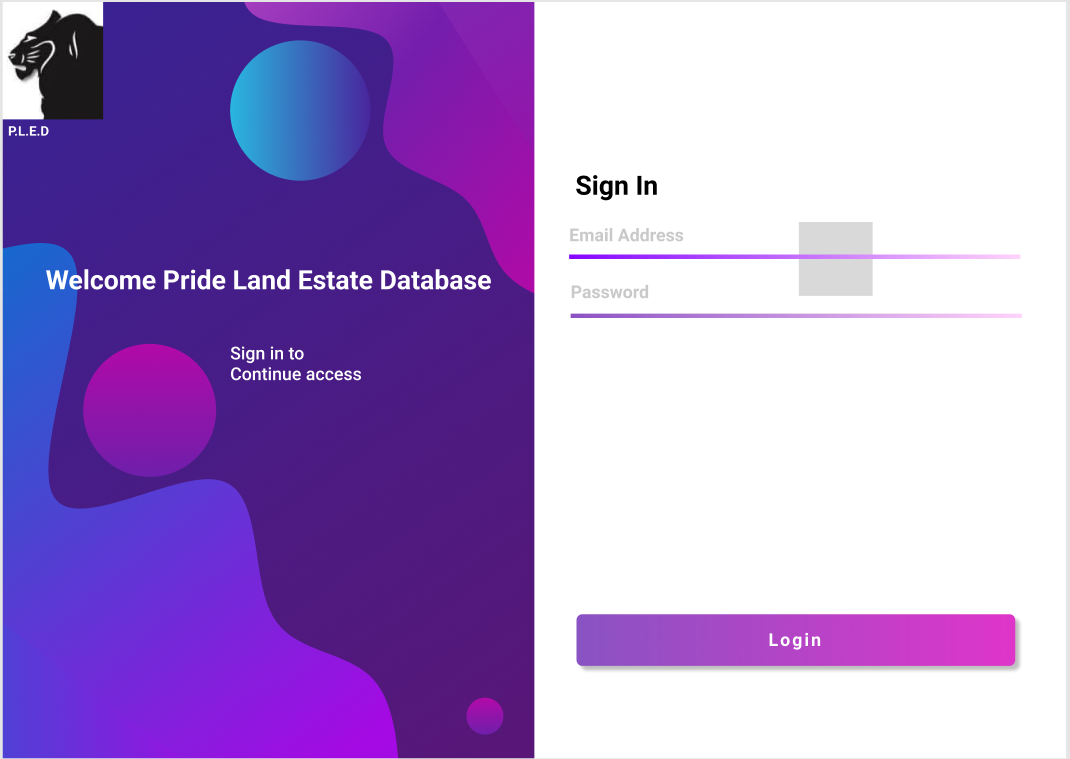 P.L.E.D
Welcome Pride Land Estate Database
Sign in to
Continue access
Sign In
Email Address
Password
Login